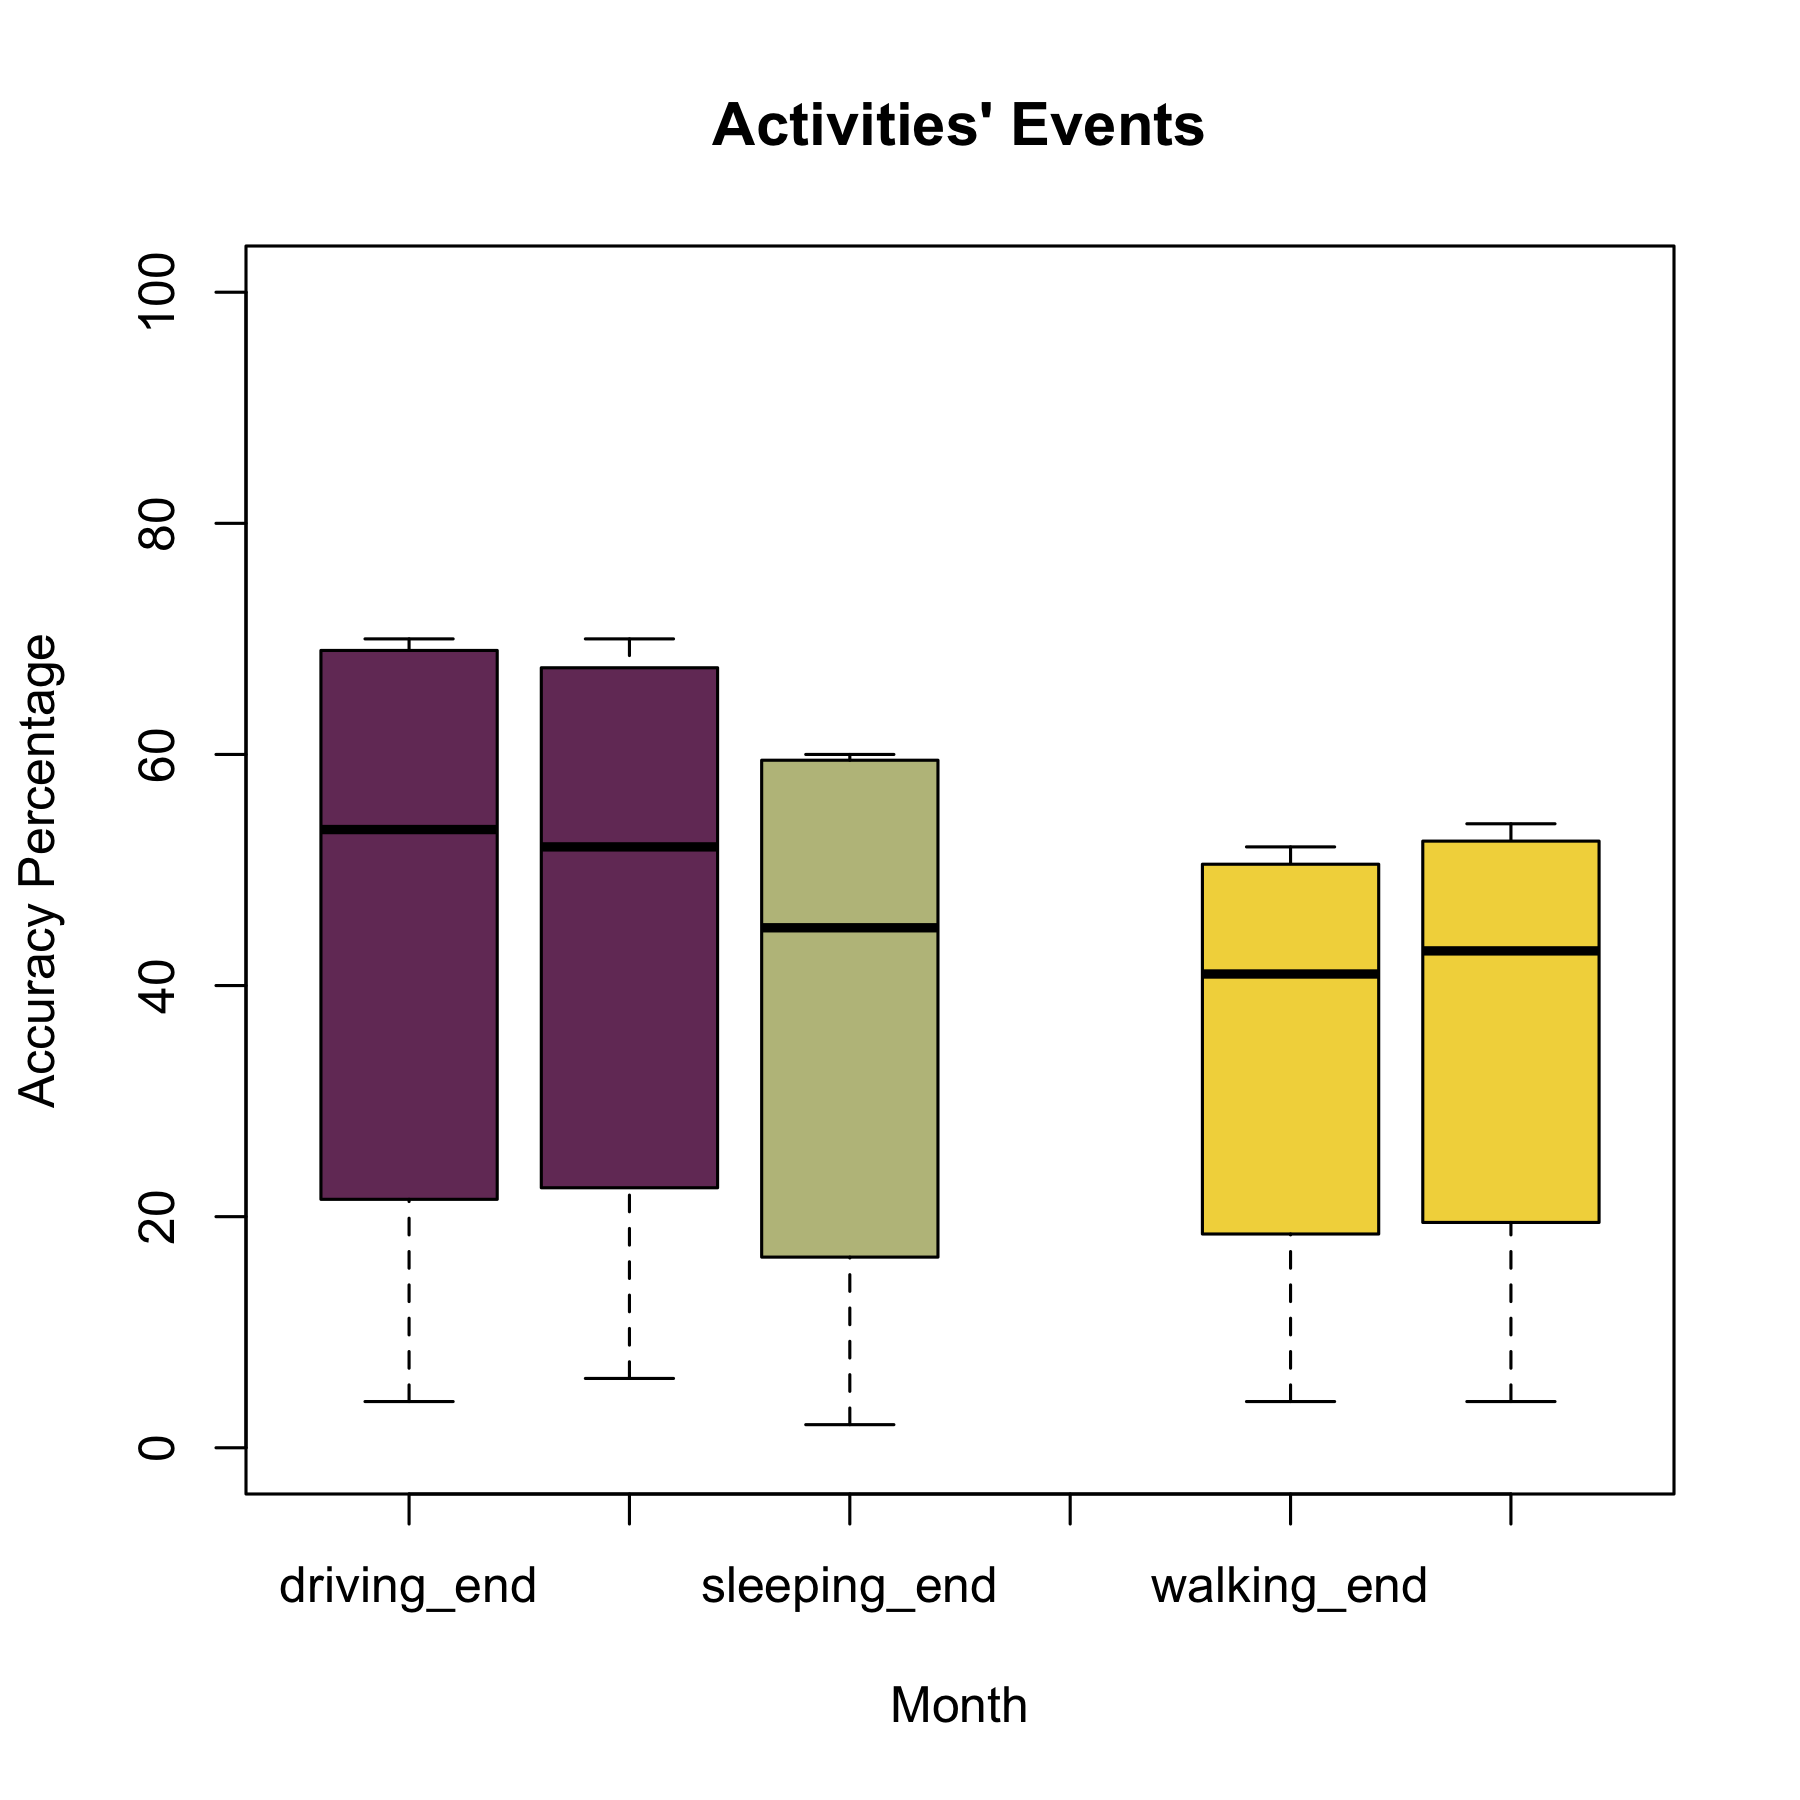 Activities' Events
Accuracy Percentage
100
80
60
40
20
0
driving_end sleeping_end walking_end
Month